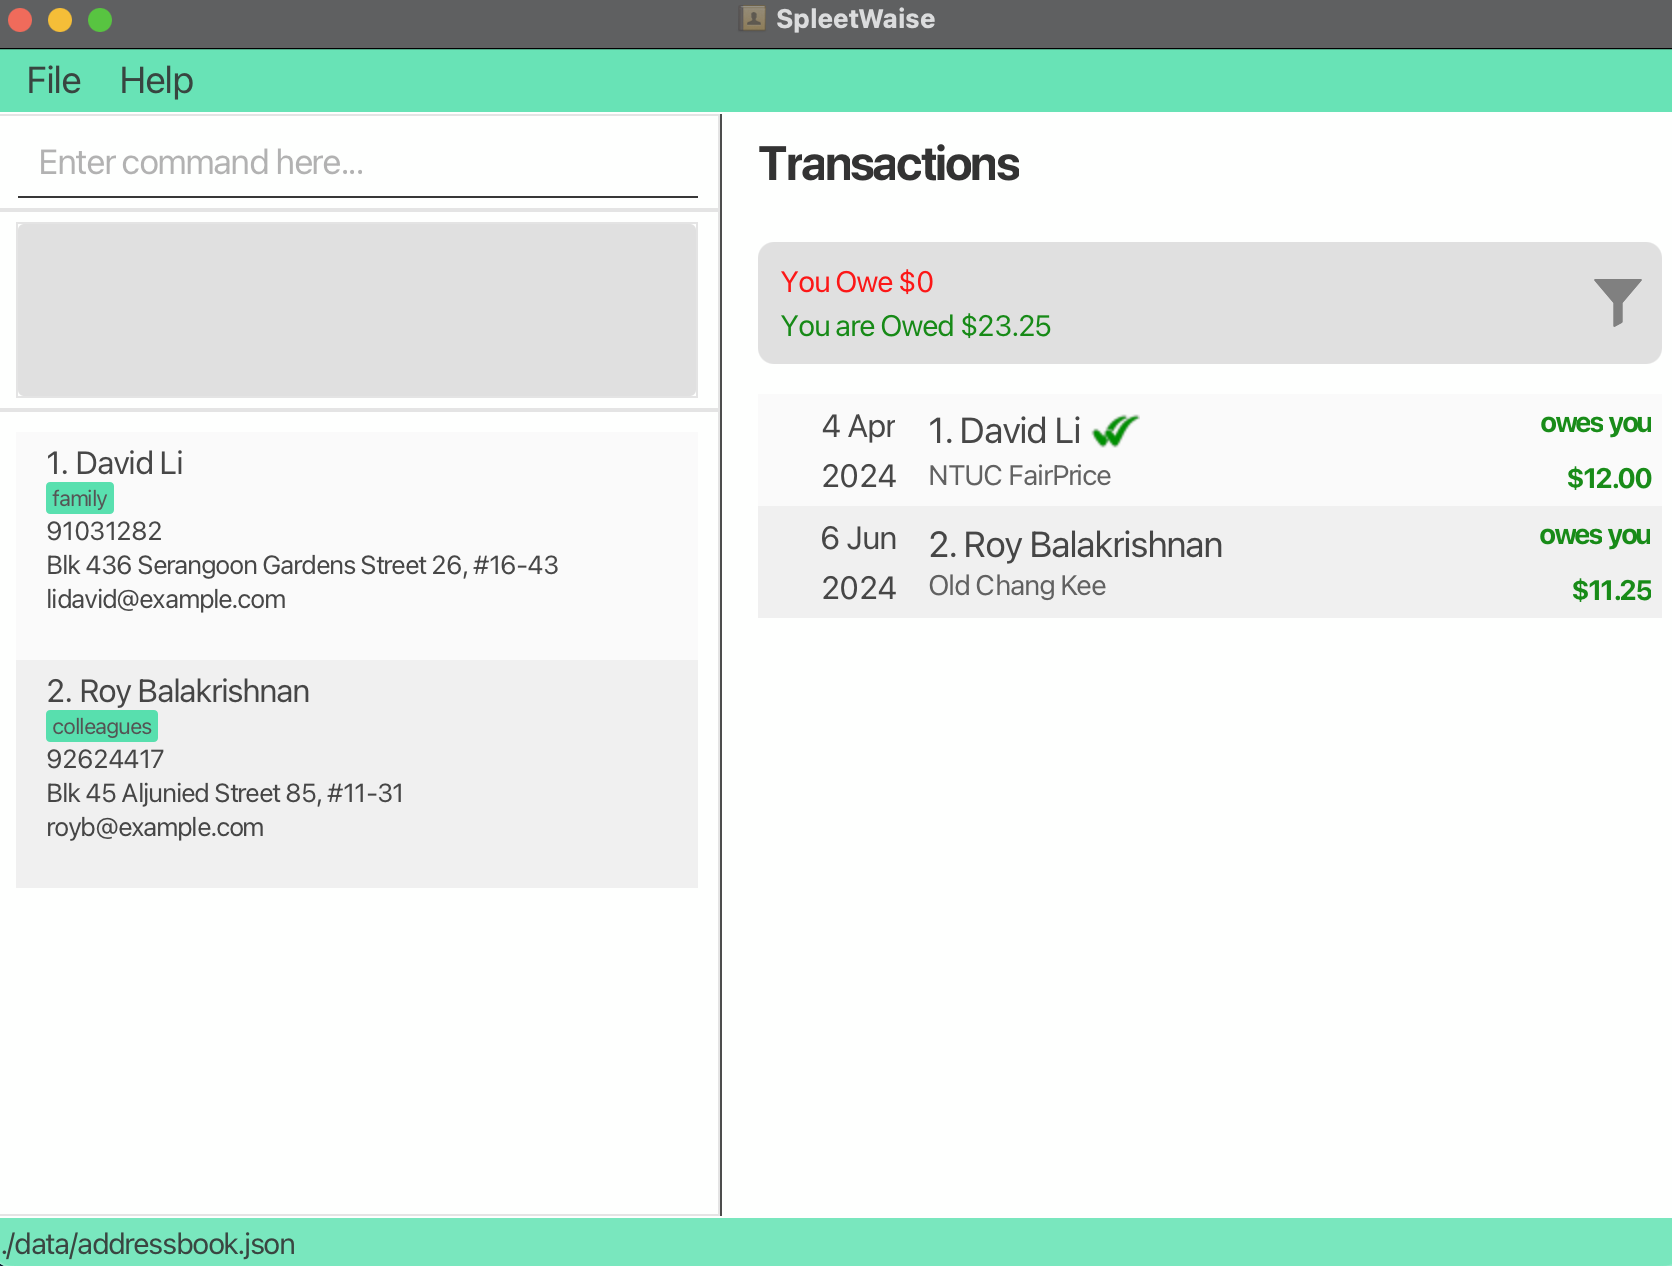 SpleetWaise
File Help
Enter command here...
1. David Li
family
91031282
Blk 436 Serangoon Gardens Street 26, #16-43
lidavid@example.com
2. Roy Balakrishnan
colleagues
92624417
Blk 45 Aljunied Street 85, #11-31
royb@example.com
Transactions
You Owe $0
You are Owed $23.25
4 Apr 1. David Li owes you
2024 NTUC FairPrice $12.00
6 Jun 2. Roy Balakrishnan owes you
2024 Old Chang Kee $11.25
./data/addressbook.json